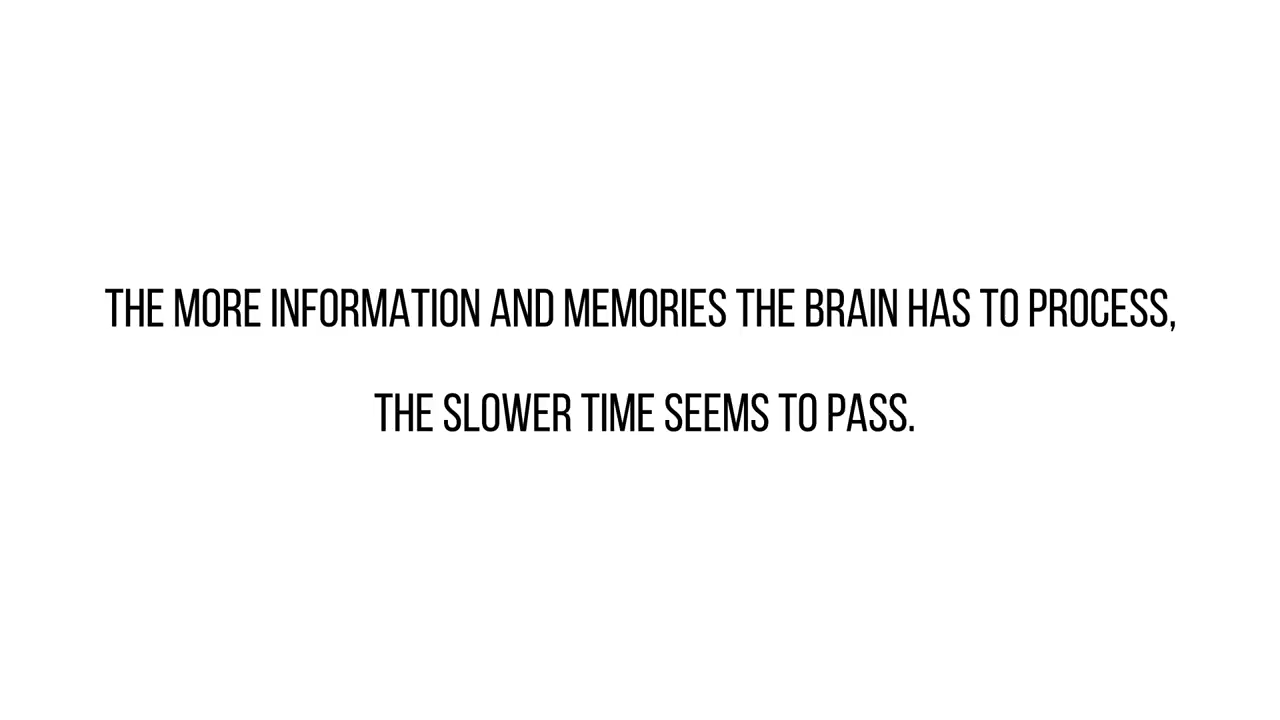 THE MORE INFORMATION AND MEMORIES THE BRAIN HAS TO PROCESS,
THE SLOWER TIME SEEMS TO PASS.